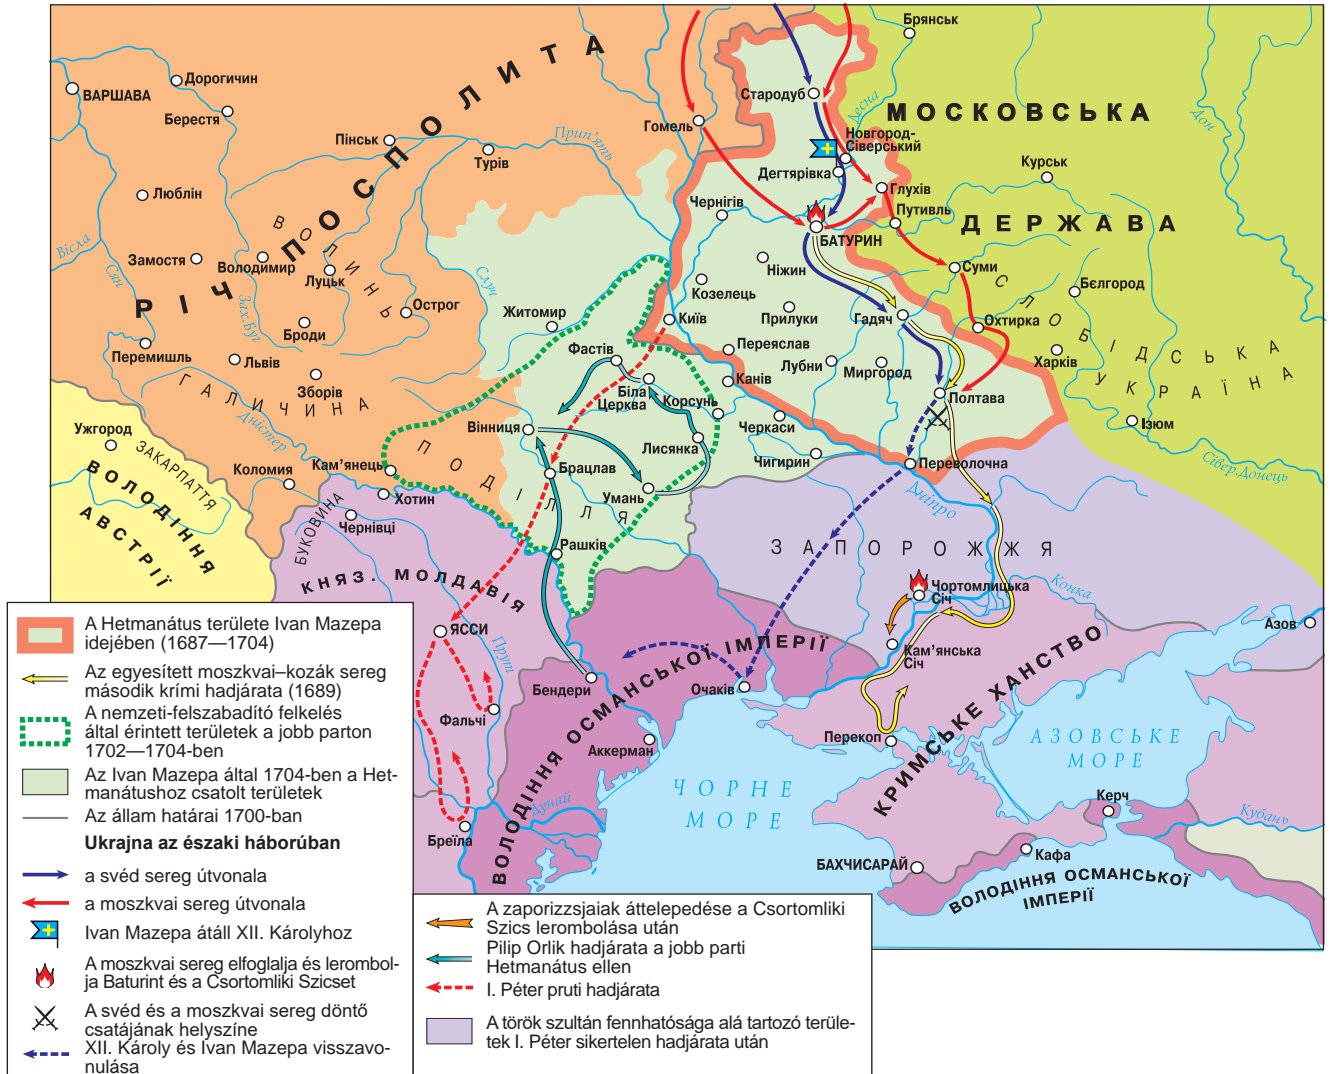 Брянськ
Дорогичин
ВАРШАВА
Берестя
РІЧ ПОСПОЛИТА
Стародуб
Десна
МОСКОВСЬКА
ДЕРЖАВА
Дон
Пінськ
Прип'ять
Гомель
Новгород-
Сіверський
Турів
Дегтярівка
Курськ
Люблін
Глухів
Чернігів
Путивль
ВОЛИНЬ
БАТУРИН
Вісла
Сян
Замостя
Володимир
Луцьк
Зах.Буг
Случ
Ніжин
Суми
СЛОБІДСЬКА
УКРАЇНА
Козелець
Бєлгород
Острог
Житомир
Київ
Прилуки
Гадяч
Охтирка
Броди
Перемишль
Львів
Фастів
Переяслав
Харків
Зборів
Лубни
Миргород
ГАЛИЧИНА
Біла
Церква
Канів
Корсунь
Полтава
Дністер
Ужгород
ЗАКАРПАТТЯ
Вінниця
Черкаси
Ізюм
ПОДІЛЛЯ
Лисянка
ВОЛОДІННЯ
АВСТРІЇ
Коломия
Кам'янець
Брацлав
Чигирин
Переволочна
Сівер.Донець
Хотин
Умань
Дніпро
БУКОВИНА
Чернівці
Рашків
ЗАПОРОЖЖЯ
КНЯЗ. МОЛДАВІЯ
Чортомлицька
Січ
Конка
ЯССИ
Прут
Азов
Кам'янська
Січ
Бендери
Очаків
ВОЛОДІННЯ ОСМАНСЬКОЇ ІМПЕРІЇ
КРИМСЬКЕ ХАНСТВО
Фальчі
Перекоп
Аккерман
АЗОВСЬКЕ
МОРЕ
ЧОРНЕ
МОРЕ
Дунай
Керч
Кубань
Бреїла
БАХЧИСАРАЙ
Кафа
ВОЛОДІННЯ ОСМАНСЬКОЇ
ІМПЕРІЇ
A Hetmanátus területe Ivan Mazepa
idejében (1687—1704)
Az egyesített moszkvai–kozák sereg
második krími hadjárata (1689)
A nemzeti-felszabadító felkelés
által érintett területek a jobb parton
1702—1704-ben
Az Ivan Mazepa által 1704-ben a Het-
manátushoz csatolt területek
Az állam határai 1700-ban
Ukrajna az északi háborúban
a svéd sereg útvonala
a moszkvai sereg útvonala
Ivan Mazepa átáll XII. Károlyhoz
A moszkvai sereg elfoglalja és lerombol-
ja Baturint és a Csortomliki Szicset
A svéd és a moszkvai sereg döntő
csatájának helyszíne
XII. Károly és Ivan Mazepa visszavo-
nulása
A zaporizzsjaiak áttelepedése a Csortomliki
Szics lerombolása után
Pilip Orlik hadjárata a jobb parti
Hetmanátus ellen
I. Péter pruti hadjárata
A török szultán fennhatósága alá tartozó terüle-
tek I. Péter sikertelen hadjárata után